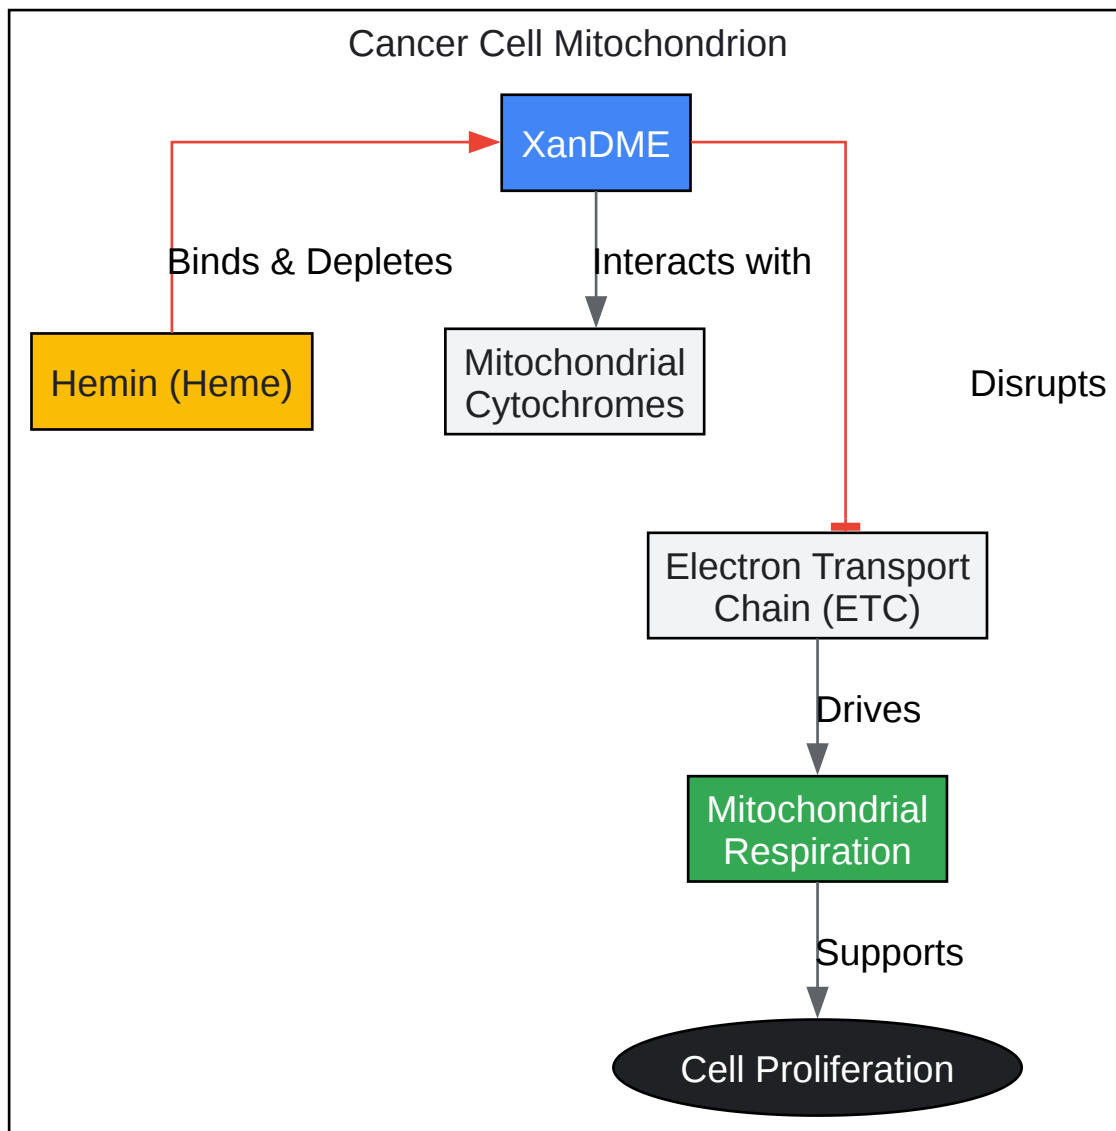 Cancer Cell Mitochondrion
XanDME
Binds & Depletes
Interacts with
Hemin (Heme)
Mitochondrial
Cytochromes
Disrupts
Electron Transport
Chain (ETC)
Drives
Mitochondrial
Respiration
Supports
Cell Proliferation